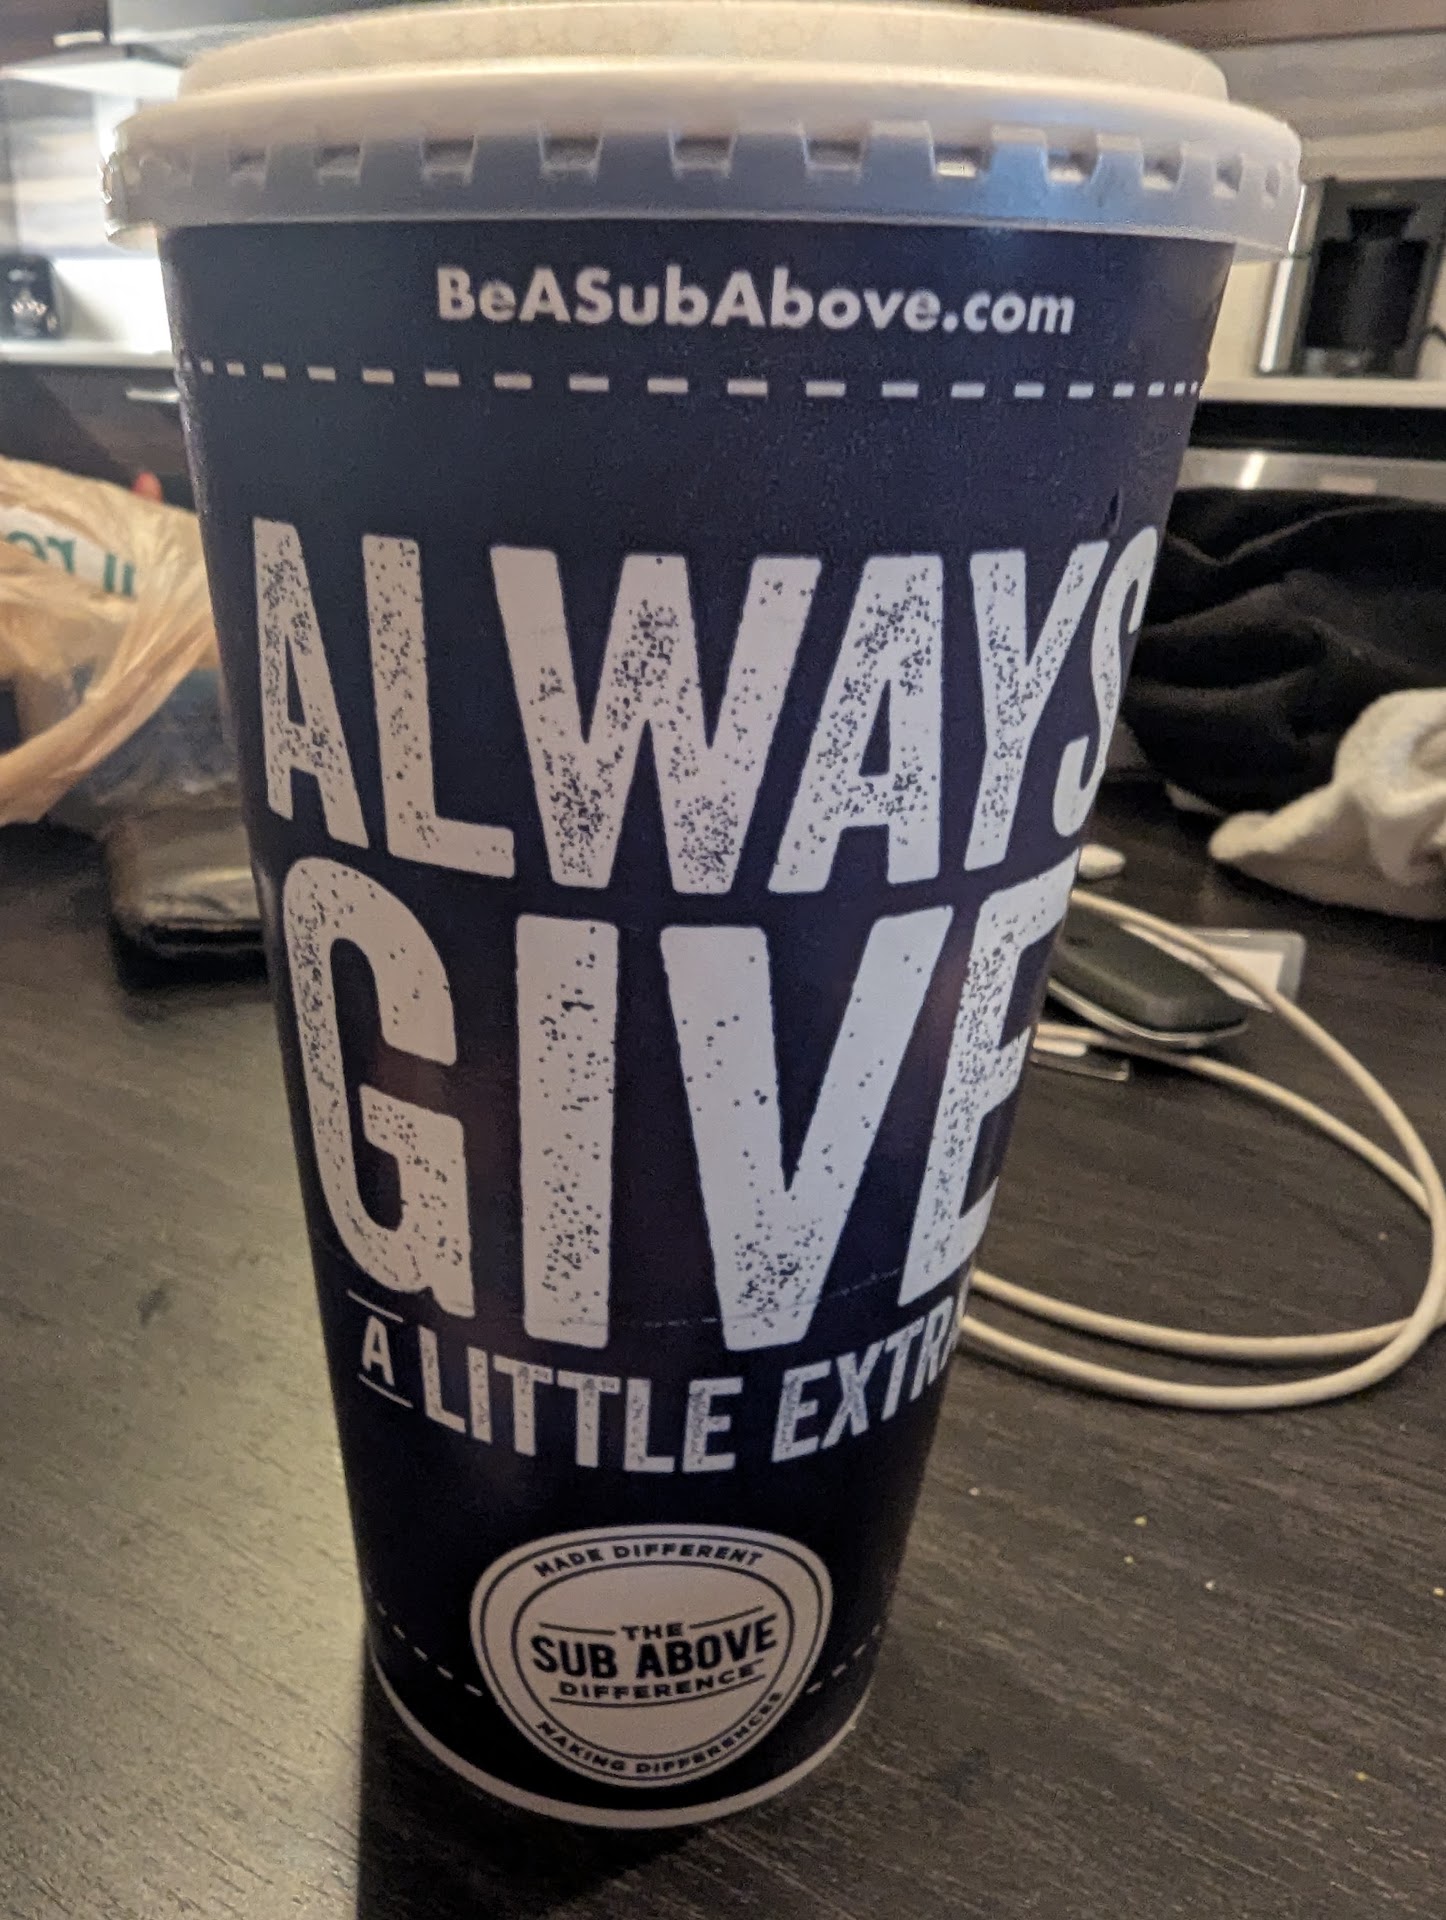 BeASubAbove.com
ALWAYS
GIVE
A LITTLE EXTRA
MADE DIFFERENT
THE
SUB ABOVE
DIFFERENCE
MAKING DIFFERENCES